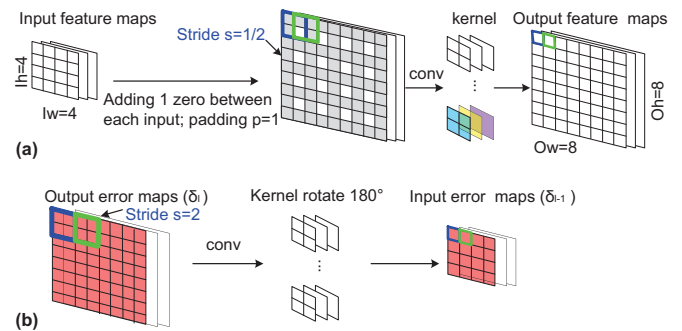 Input feature maps
Ih=4
Iw=4
Adding 1 zero between
each input; padding p=1
Stride s=1/2
conv
kernel
...
Output feature maps
Oh=8
Ow=8
(a)
Output error maps (δl)
Stride s=2
conv
Kernel rotate 180°
...
Input error maps (δl-1)
(b)